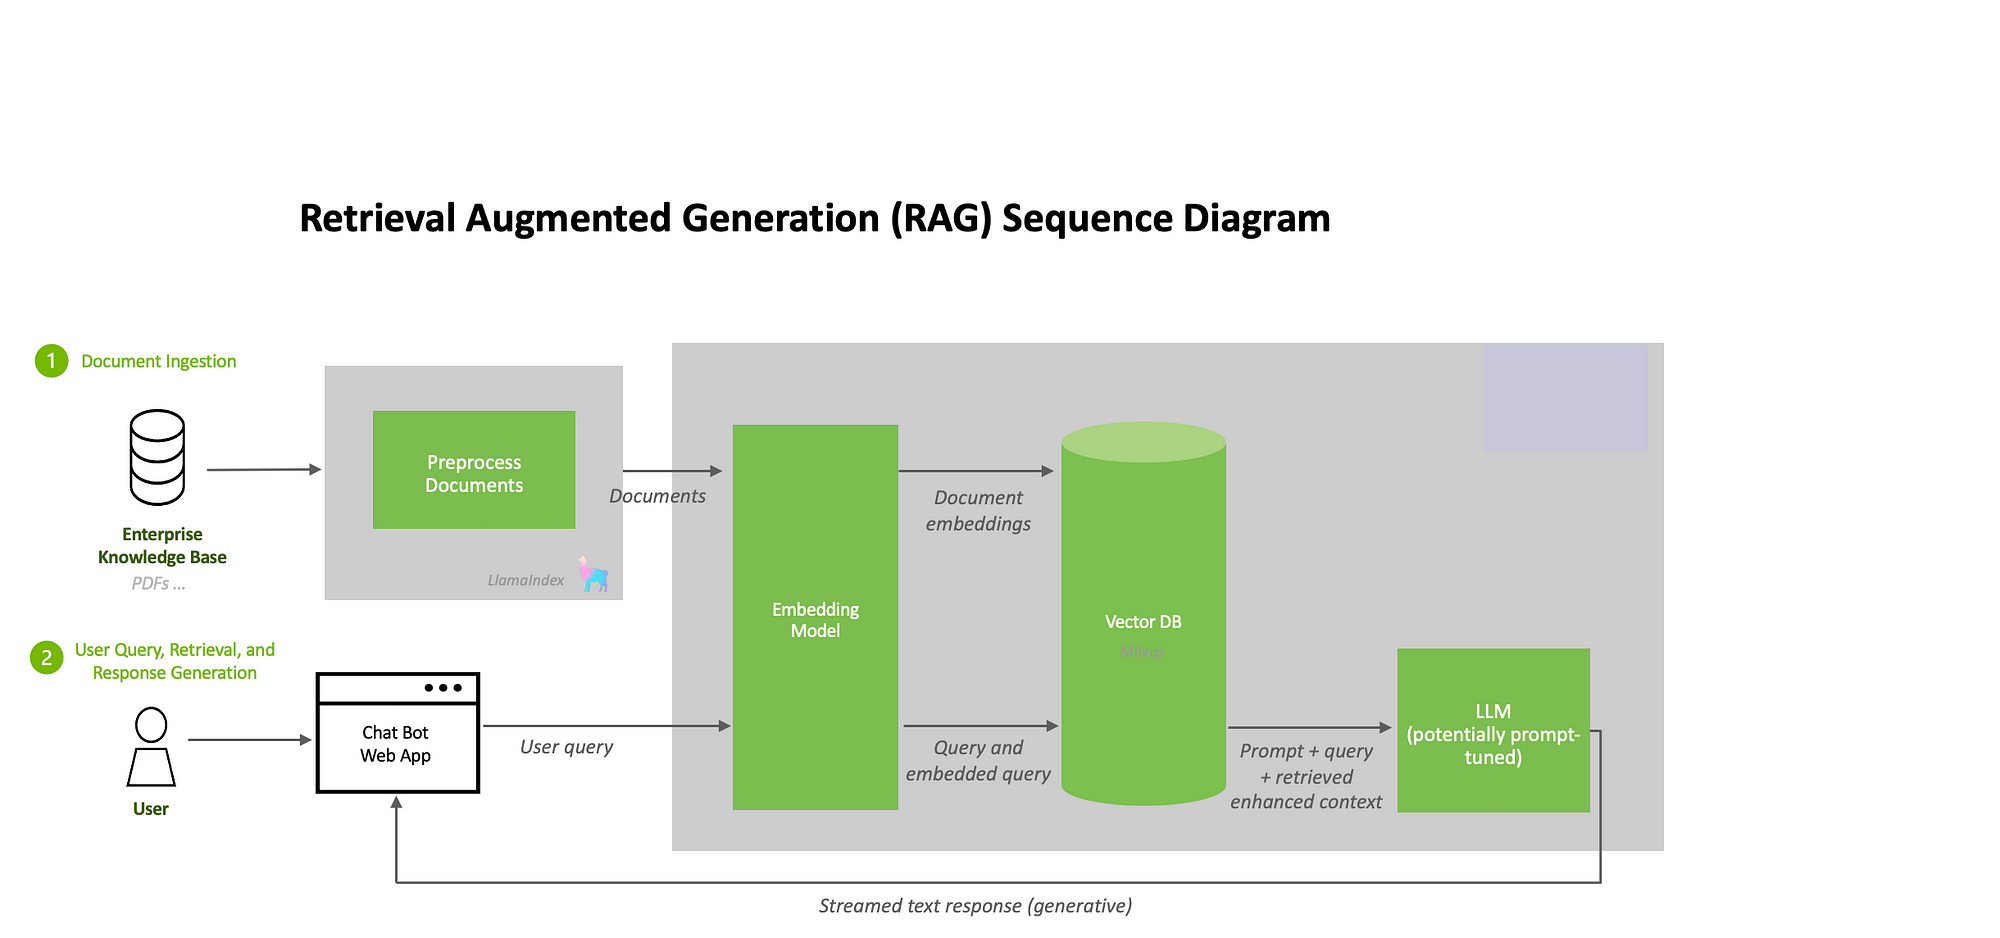 Retrieval Augmented Generation (RAG) Sequence Diagram
1
Document Ingestion
Enterprise
Knowledge Base
PDFs ...
Preprocess
Documents
LlamaIndex
Documents
Document
embeddings
Embedding
Model
Vector DB
Milvus
2
User Query, Retrieval, and
Response Generation
User
Chat Bot
Web App
User query
Query and
embedded query
Prompt + query
+ retrieved
enhanced context
LLM
(potentially prompt-
tuned)
Streamed text response (generative)